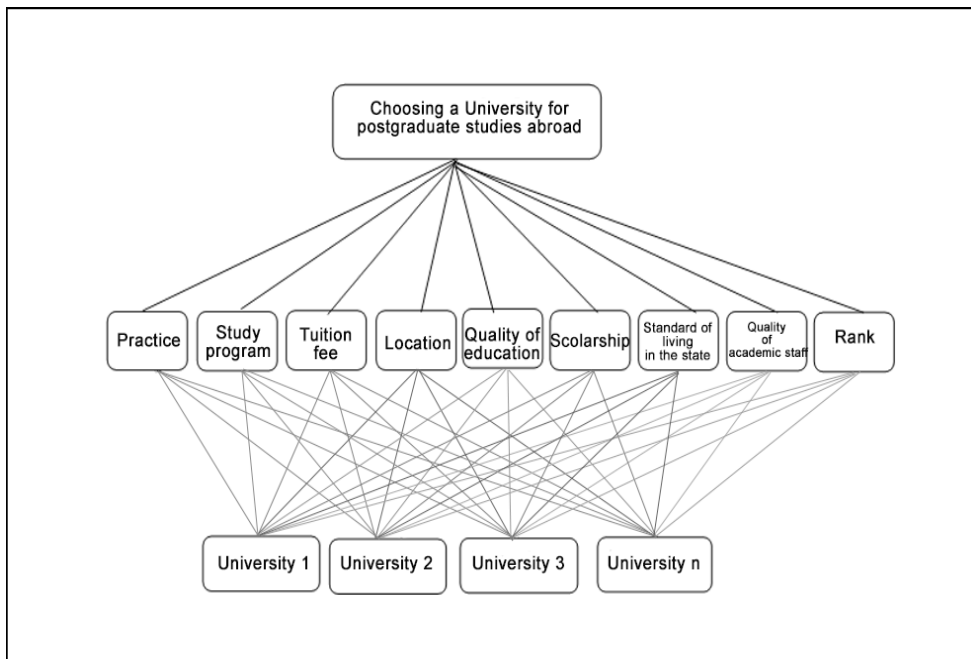 Choosing a University for
postgraduate studies abroad
Practice
Study
program
Tuition
fee
Location
Quality of
education
Scolarship
Standard of
living
in the state
Quality
of
academic staff
Rank
University 1
University 2
University 3
University n